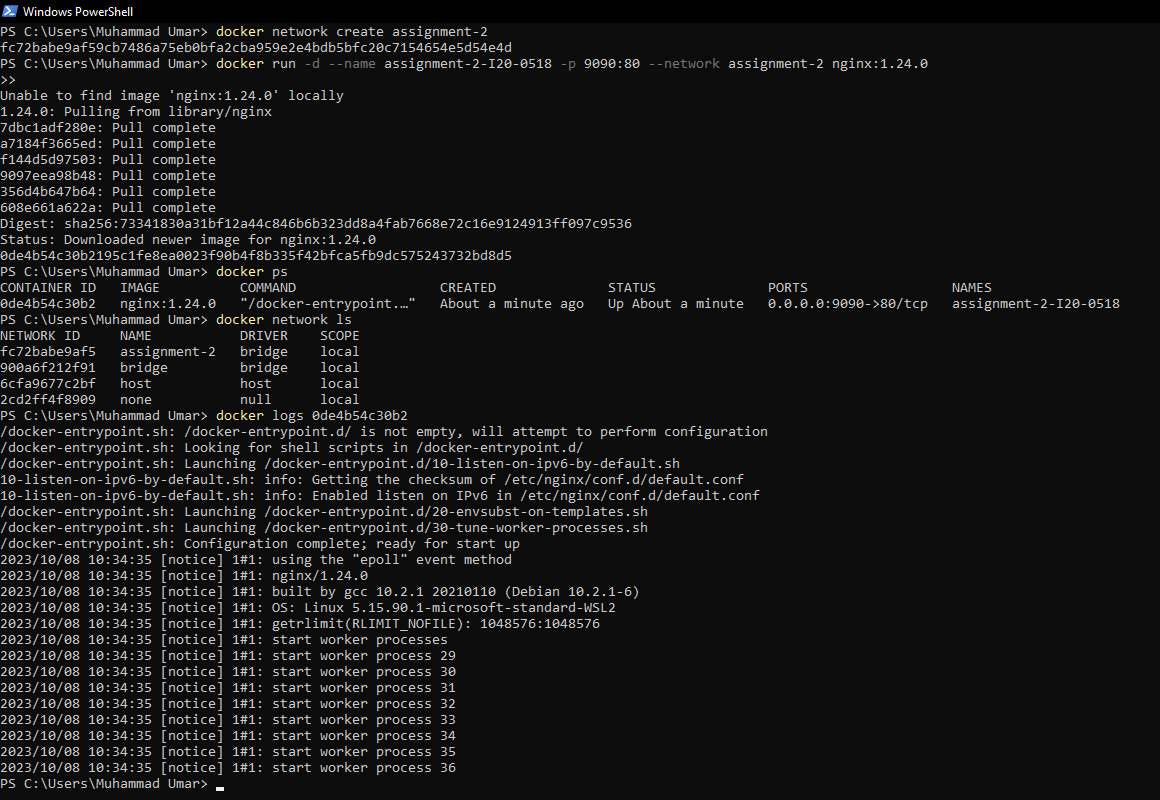 Windows PowerShell
PS C:\Users\Muhammad Umar> docker network create assignment-2
fc72babe9af59cb7486a75eb0bfa2cba959e2e4bdb5bfc20c7154654e5d54e4d
PS C:\Users\Muhammad Umar> docker run -d --name assignment-2-I20-0518 -p 9090:80 --network assignment-2 nginx:1.24.0
>>
Unable to find image 'nginx:1.24.0' locally
1.24.0: Pulling from library/nginx
7dbc1adf280e: Pull complete
a7184f3665ed: Pull complete
f144d5d97503: Pull complete
9097eea98b48: Pull complete
356d4b647b64: Pull complete
608e661a622a: Pull complete
Digest: sha256:73341830a31bf12a44c846b6b323dd8a4fab7668e72c16e9124913ff097c9536
Status: Downloaded newer image for nginx:1.24.0
0de4b54c30b2195c1fe8ea0023f90b4f8b335f42bfca5fb9dc575243732bd8d5
PS C:\Users\Muhammad Umar> docker ps
CONTAINER ID   IMAGE          COMMAND                  CREATED              STATUS              PORTS                  NAMES
0de4b54c30b2   nginx:1.24.0   "/docker-entrypoint.…"   About a minute ago   Up About a minute   0.0.0.0:9090->80/tcp   assignment-2-I20-0518
PS C:\Users\Muhammad Umar> docker network ls
NETWORK ID     NAME           DRIVER    SCOPE
fc72babe9af5   assignment-2   bridge    local
900a6f212f91   bridge         bridge    local
6cfa9677c2bf   host           host      local
2cd2ff4f8909   none           null      local
PS C:\Users\Muhammad Umar> docker logs 0de4b54c30b2
/docker-entrypoint.sh: /docker-entrypoint.d/ is not empty, will attempt to perform configuration
/docker-entrypoint.sh: Looking for shell scripts in /docker-entrypoint.d/
/docker-entrypoint.sh: Launching /docker-entrypoint.d/10-listen-on-ipv6-by-default.sh
10-listen-on-ipv6-by-default.sh: info: Getting the checksum of /etc/nginx/conf.d/default.conf
10-listen-on-ipv6-by-default.sh: info: Enabled listen on IPv6 in /etc/nginx/conf.d/default.conf
/docker-entrypoint.sh: Launching /docker-entrypoint.d/20-envsubst-on-templates.sh
/docker-entrypoint.sh: Launching /docker-entrypoint.d/30-tune-worker-processes.sh
/docker-entrypoint.sh: Configuration complete; ready for start up
2023/10/08 10:34:35 [notice] 1#1: using the "epoll" event method
2023/10/08 10:34:35 [notice] 1#1: nginx/1.24.0
2023/10/08 10:34:35 [notice] 1#1: built by gcc 10.2.1 20210110 (Debian 10.2.1-6)
2023/10/08 10:34:35 [notice] 1#1: OS: Linux 5.15.90.1-microsoft-standard-WSL2
2023/10/08 10:34:35 [notice] 1#1: getrlimit(RLIMIT_NOFILE): 1048576:1048576
2023/10/08 10:34:35 [notice] 1#1: start worker processes
2023/10/08 10:34:35 [notice] 1#1: start worker process 29
2023/10/08 10:34:35 [notice] 1#1: start worker process 30
2023/10/08 10:34:35 [notice] 1#1: start worker process 31
2023/10/08 10:34:35 [notice] 1#1: start worker process 32
2023/10/08 10:34:35 [notice] 1#1: start worker process 33
2023/10/08 10:34:35 [notice] 1#1: start worker process 34
2023/10/08 10:34:35 [notice] 1#1: start worker process 35
2023/10/08 10:34:35 [notice] 1#1: start worker process 36
PS C:\Users\Muhammad Umar>